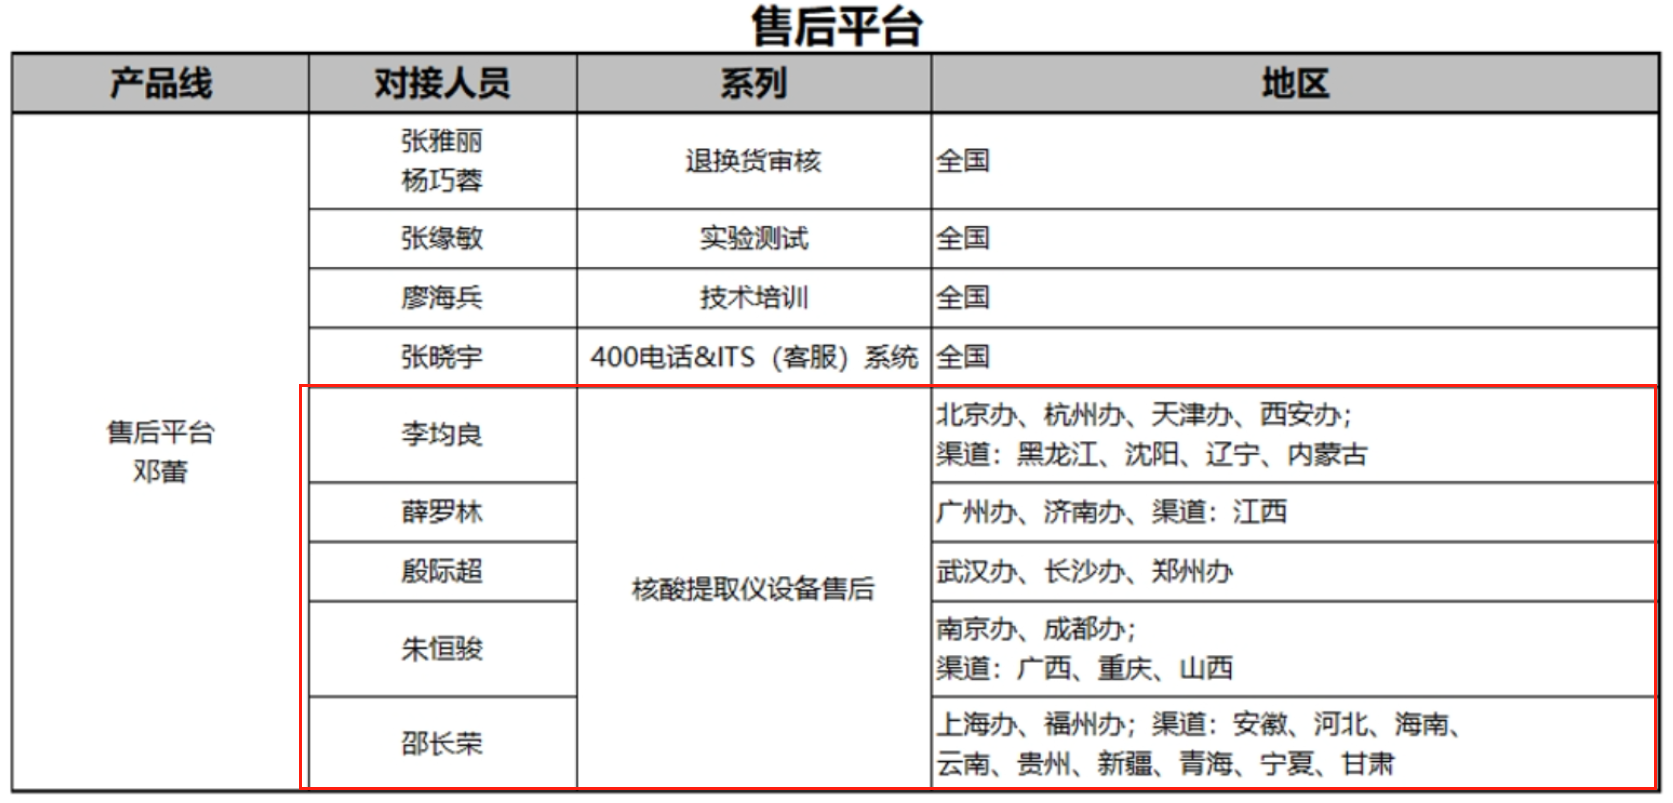 售后平台
产品线 对接人员 系列 地区
售后平台
邓蕾
张雅丽
杨巧蓉
退换货审核
全国
张缘敏
实验测试
全国
廖海兵
技术培训
全国
张晓宇
400电话&ITS（客服）系统
全国
李均良
核酸提取仪设备售后
北京办、杭州办、天津办、西安办；
渠道：黑龙江、沈阳、辽宁、内蒙古
薛罗林
广州办、济南办、渠道：江西
殷际超
武汉办、长沙办、郑州办
朱恒骏
南京办、成都办；
渠道：广西、重庆、山西
邵长荣
上海办、福州办；渠道：安徽、河北、海南、
云南、贵州、新疆、青海、宁夏、甘肃